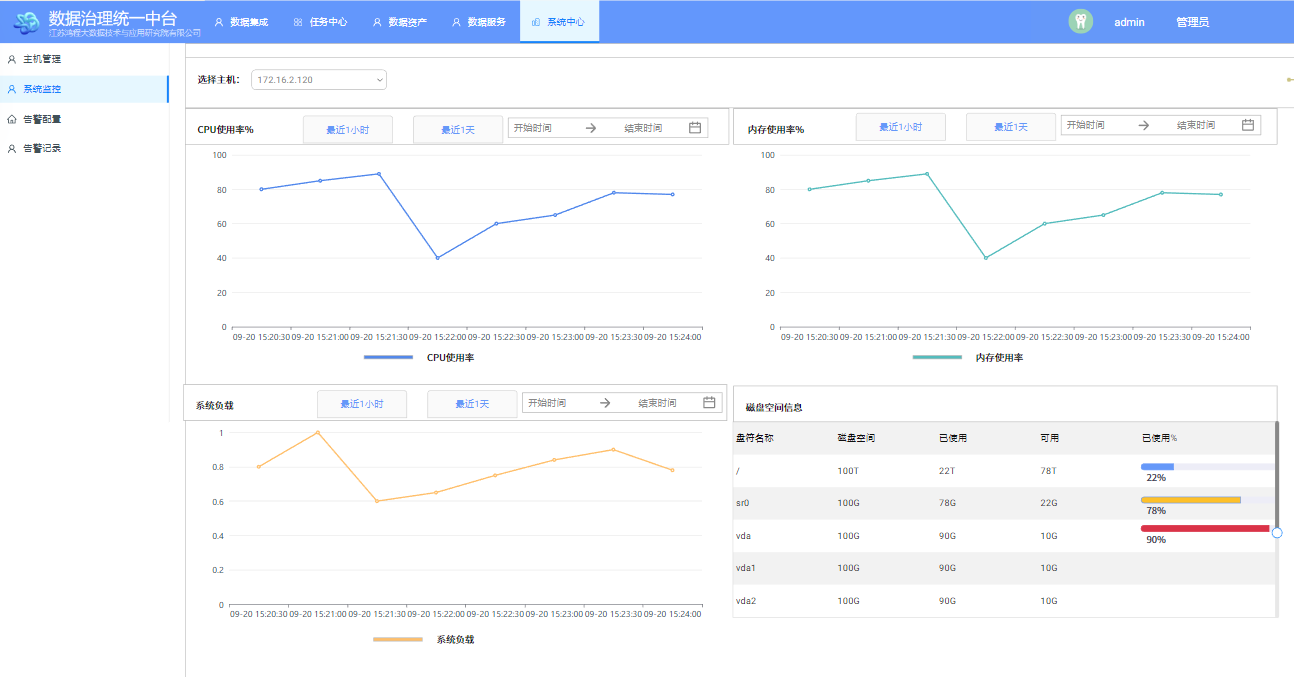 数据治理统一中台
江苏鸿程大数据技术与应用研究院有限公司
数据集成 任务中心 数据资产 数据服务 系统中心 admin 管理员
主机管理
系统监控
告警配置
告警记录
选择主机： 172.16.2.120
CPU使用率% 最近1小时 最近1天 开始时间 结束时间
100
80
60
40
20
0
09-20 15:20:30 09-20 15:21:00 09-20 15:21:30 09-20 15:22:00 09-20 15:22:30 09-20 15:23:00 09-20 15:23:30 09-20 15:24:00
CPU使用率
内存使用率% 最近1小时 最近1天 开始时间 结束时间
100
80
60
40
20
0
09-20 15:20:30 09-20 15:21:00 09-20 15:21:30 09-20 15:22:00 09-20 15:22:30 09-20 15:23:00 09-20 15:23:30 09-20 15:24:00
内存使用率
系统负载 最近1小时 最近1天 开始时间 结束时间
1
0.8
0.6
0.4
0.2
0
09-20 15:20:30 09-20 15:21:00 09-20 15:21:30 09-20 15:22:00 09-20 15:22:30 09-20 15:23:00 09-20 15:23:30 09-20 15:24:00
系统负载
磁盘空间信息
盘符名称 磁盘空间 已使用 可用 已使用%
/ 100T 22T 78T 22%
sr0 100G 78G 22G 78%
vda 100G 90G 10G 90%
vda1 100G 90G 10G
vda2 100G 90G 10G